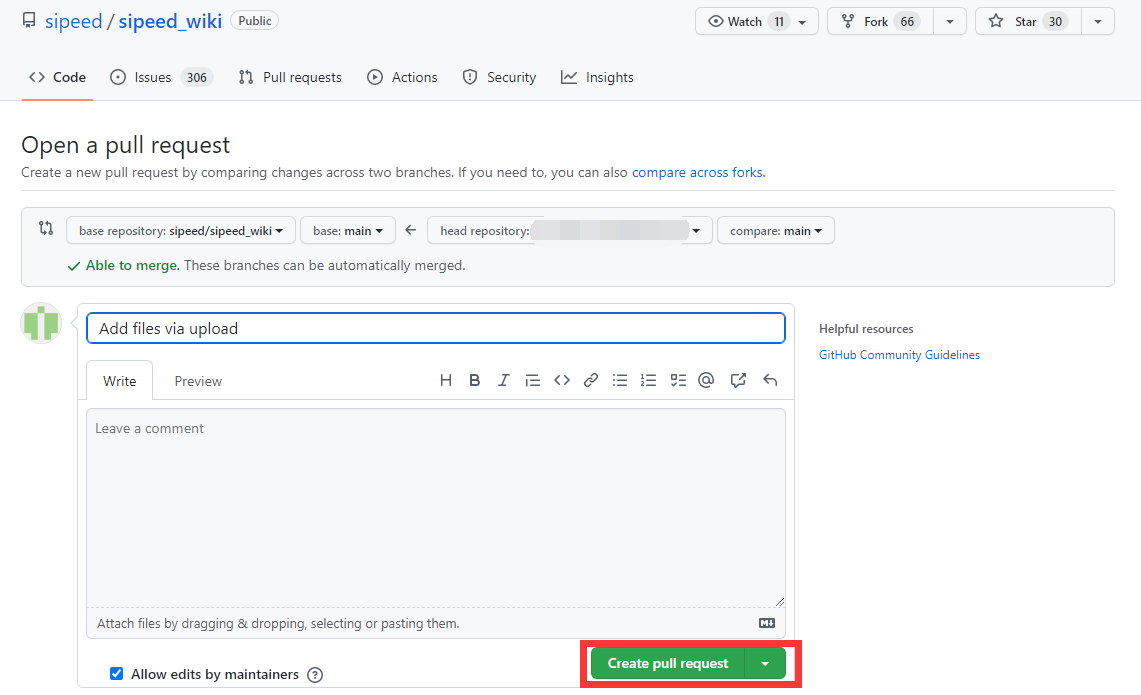 sipeed / sipeed_wiki Public Watch 11 Fork 66 Star 30
Code Issues 306 Pull requests Actions Security Insights
Open a pull request
Create a new pull request by comparing changes across two branches. If you need to, you can also compare across forks.
base repository: sipeed/sipeed_wiki base: main head repository: compare: main
Able to merge. These branches can be automatically merged.
Add files via upload
Helpful resources
GitHub Community Guidelines
Write Preview
Leave a comment
Attach files by dragging & dropping, selecting or pasting them.
Allow edits by maintainers
Create pull request